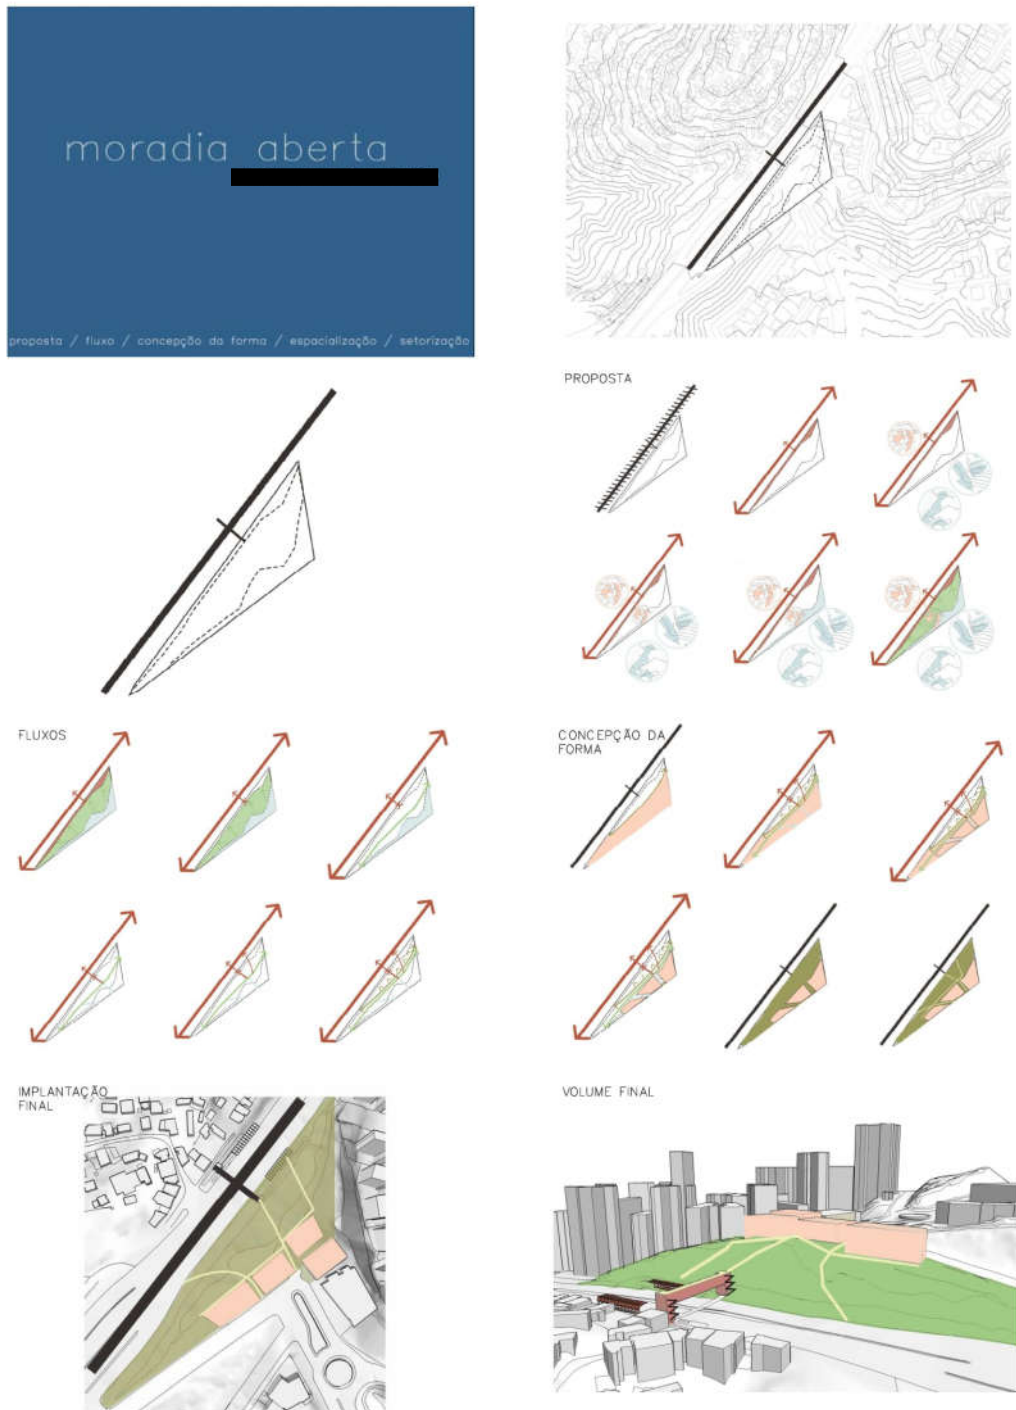 moradia aberta
proposta / fluxo / concepção da forma / espacialização / setorização
PROPOSTA
FLUXOS
CONCEPÇÃO DA
FORMA
IMPLANTAÇÃO
FINAL
VOLUME FINAL